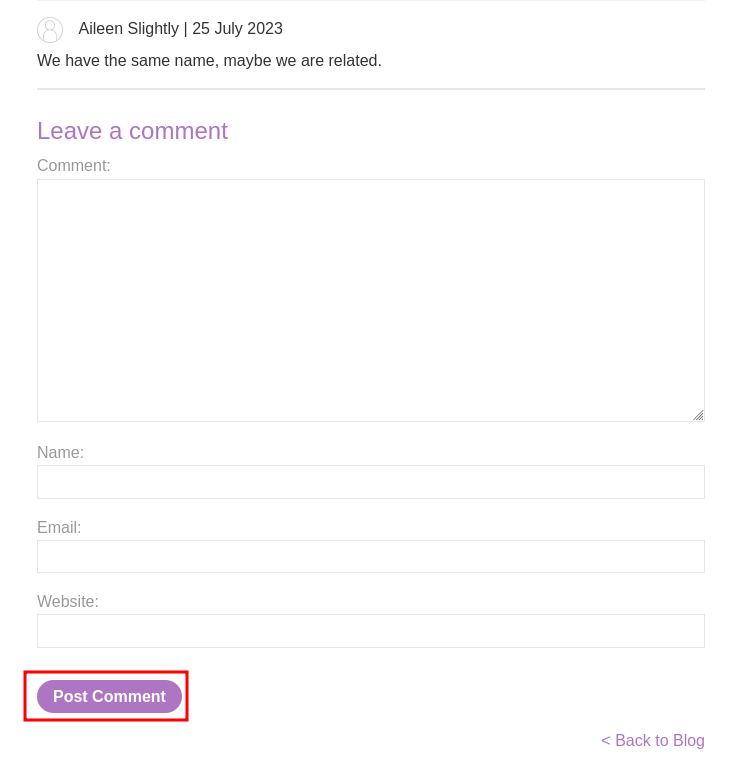 Aileen Slightly | 25 July 2023
We have the same name, maybe we are related.
Leave a comment
Comment:
Name:
Email:
Website:
Post Comment
< Back to Blog